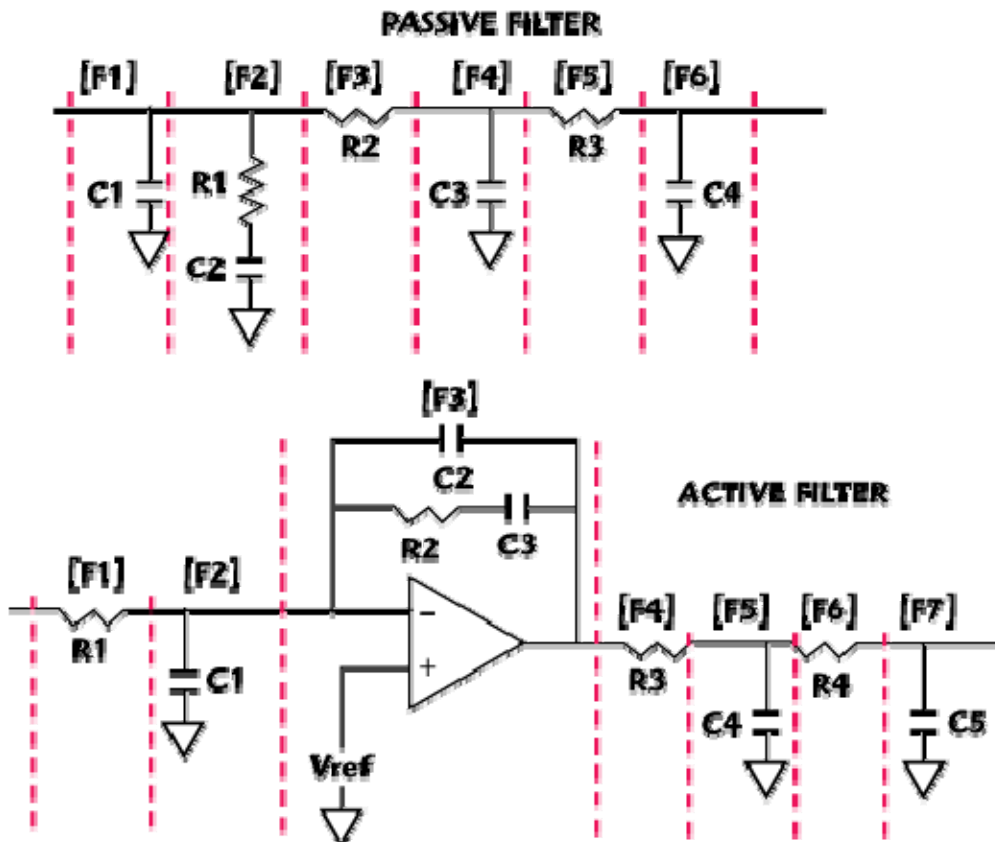 PASSIVE FILTER
[F1] [F2] [F3] [F4] [F5] [F6]
R2 R3
C1 R1 C3 C4
C2
[F3]
C2
ACTIVE FILTER
R2 C3
[F1] [F2]
[F4] [F5] [F6] [F7]
R1 C1
R3 R4
C4 C5
Vref